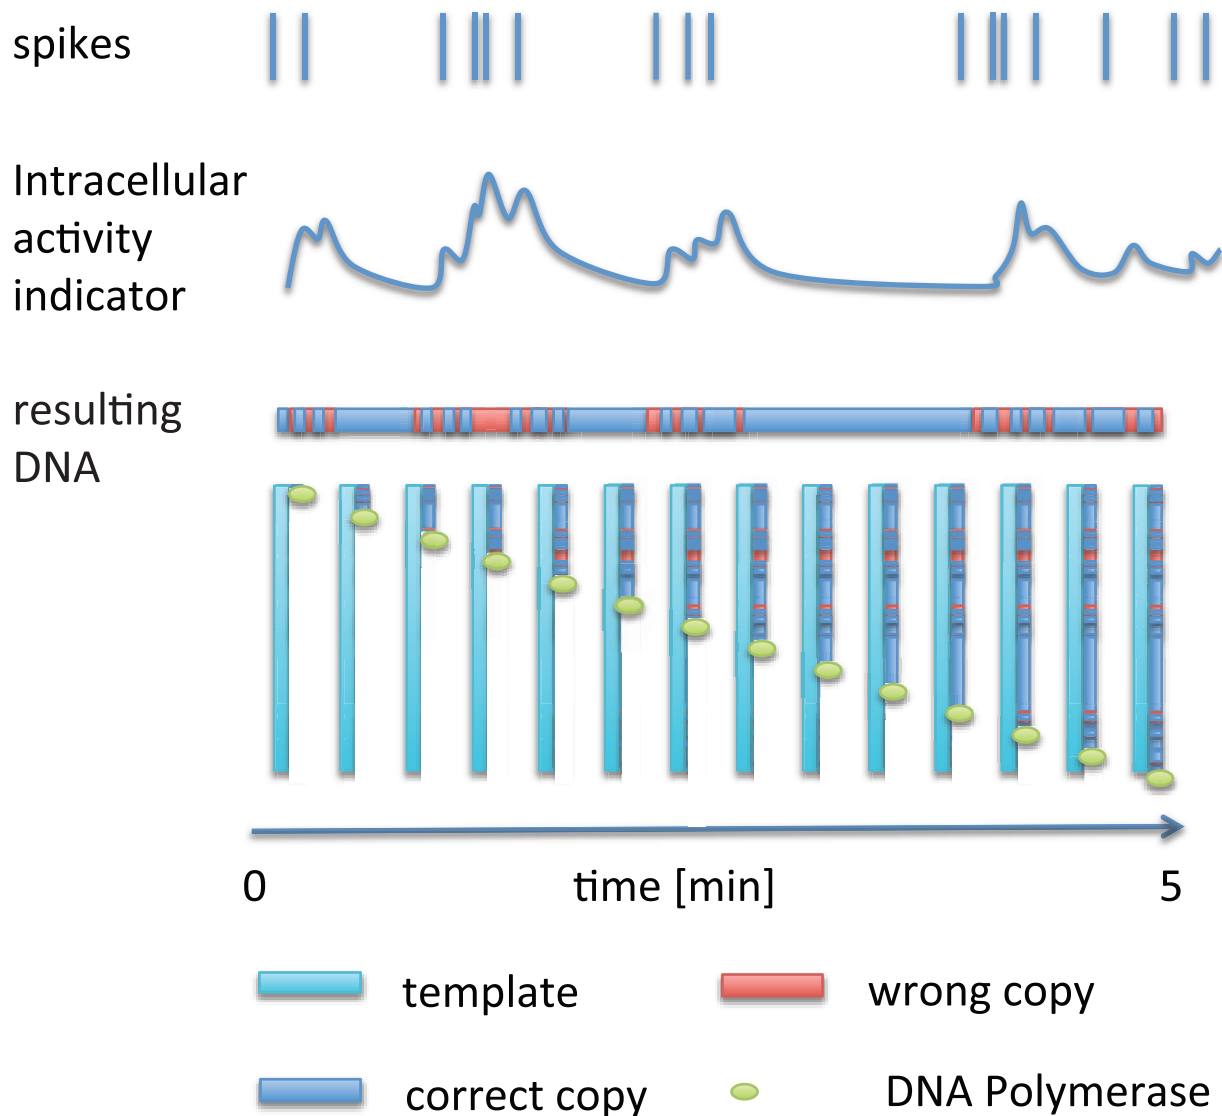 spikes
Intracellular
activity
indicator
resulting
DNA
0 time [min] 5
template wrong copy
correct copy DNA Polymerase